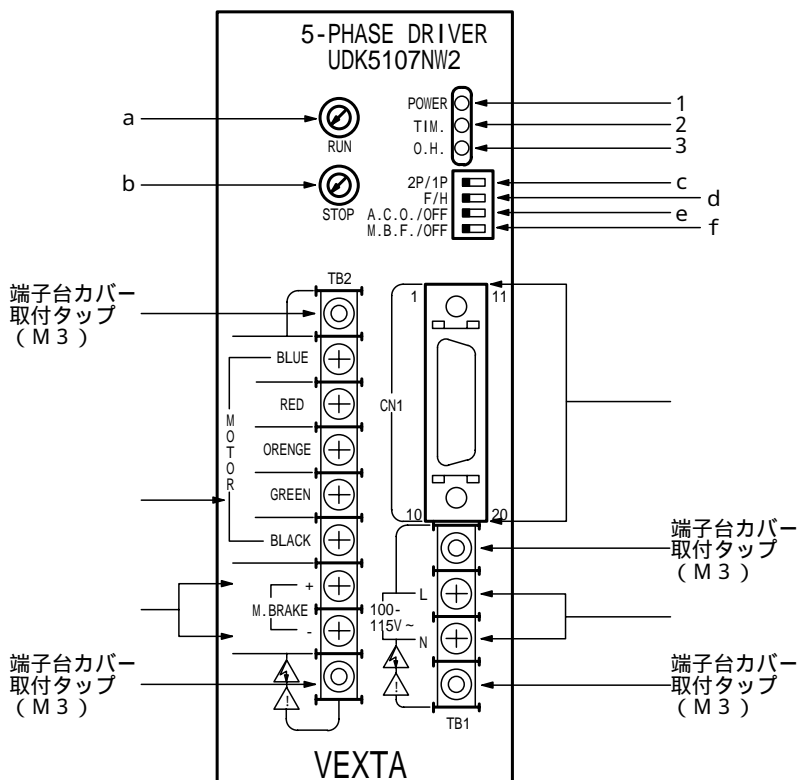 5-PHASE DRIVER
UDK5107NW2
POWER
TIM.
O.H.
1
2
3
a
RUN
b
STOP
2P/1P
F/H
A.C.O./OFF
M.B.F./OFF
c
d
e
f
TB2
端子台カバー
取付タップ
(M3)
BLUE
RED
ORENGE
GREEN
BLACK
MOTOR
+
M.BRAKE
-
端子台カバー
取付タップ
(M3)
1
11
CN1
10
20
端子台カバー
取付タップ
(M3)
L
100-
115V~
N
端子台カバー
取付タップ
(M3)
!
!
TB1
VEXTA